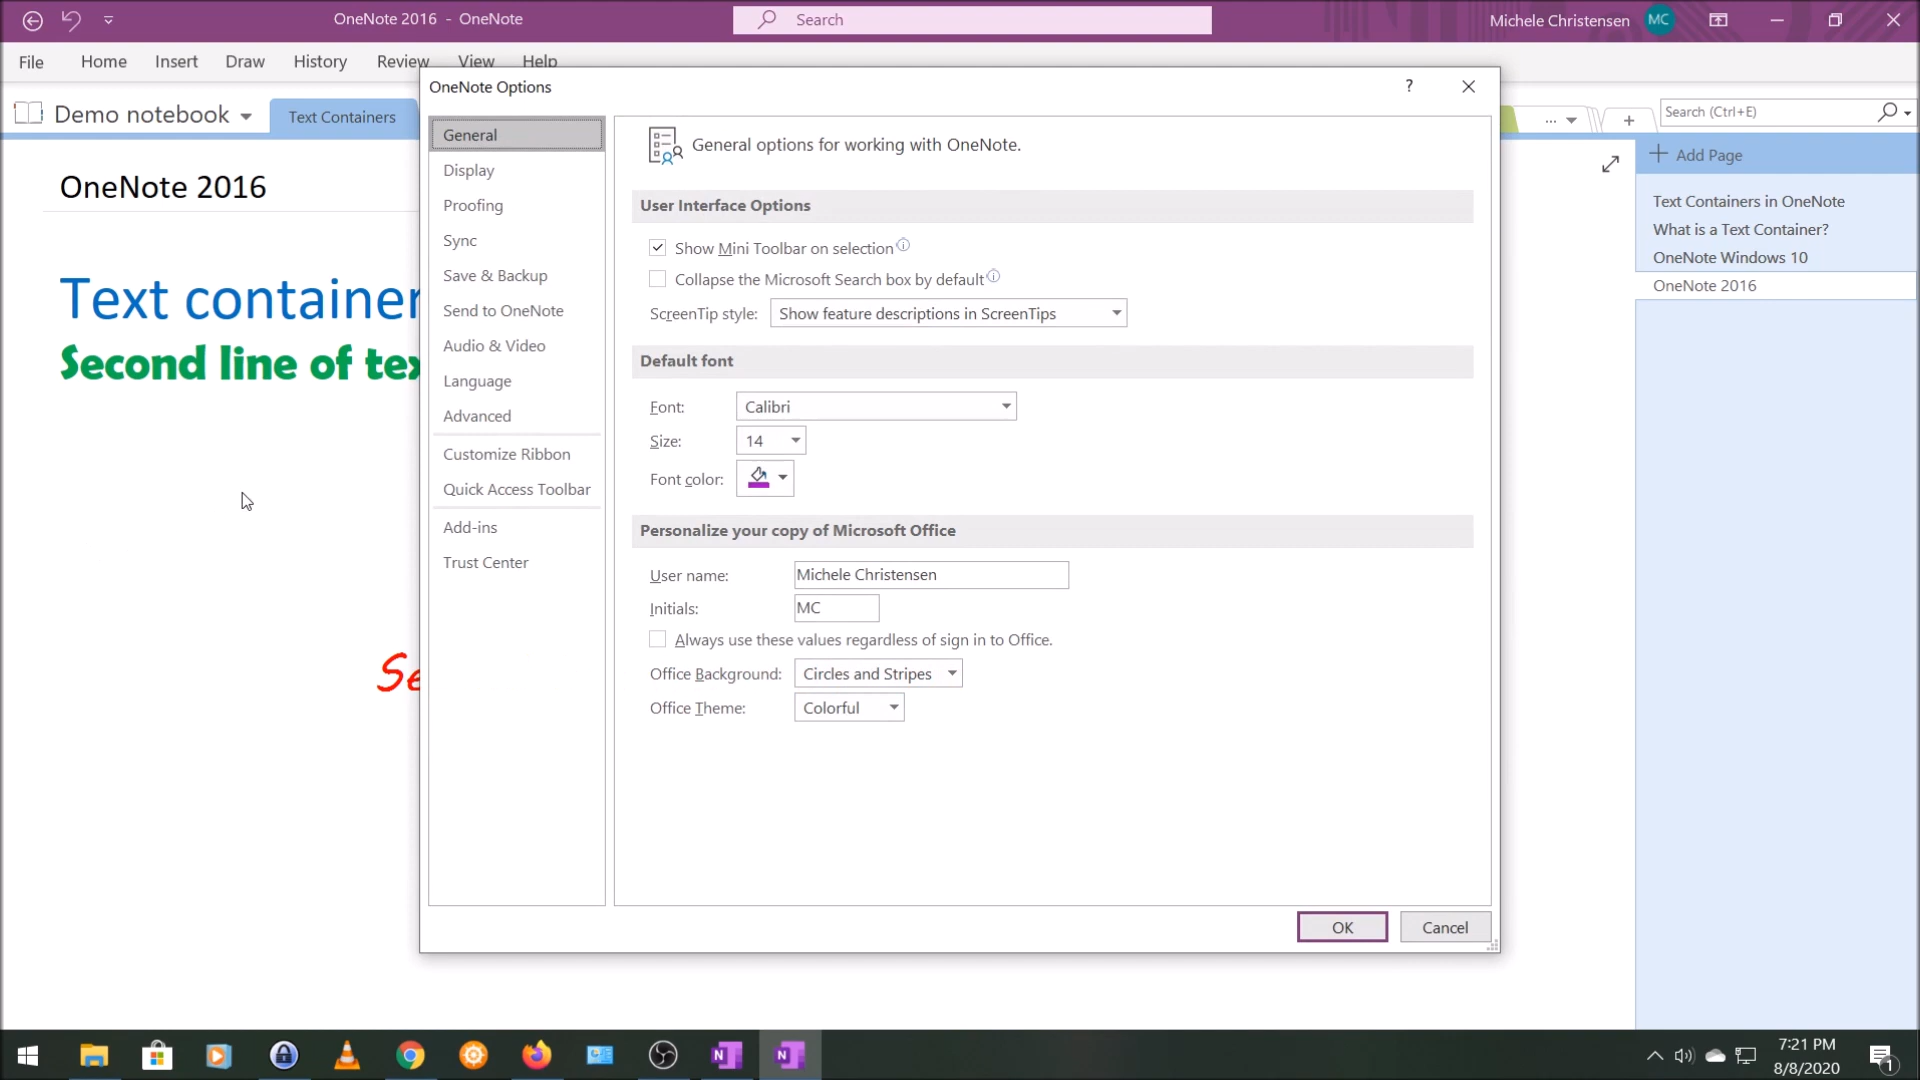 OneNote 2016 - OneNote
Search
Michele Christensen MC
File Home Insert Draw History Review View Help
OneNote Options
?
Demo notebook
Text Containers
...
Search (Ctrl+E)
Add Page
Text Containers in OneNote
What is a Text Container?
OneNote Windows 10
OneNote 2016
OneNote 2016
Text container
Second line of tex
Se
General
Display
Proofing
Sync
Save & Backup
Send to OneNote
Audio & Video
Language
Advanced
Customize Ribbon
Quick Access Toolbar
Add-ins
Trust Center
General options for working with OneNote.
User Interface Options
Show Mini Toolbar on selection
Collapse the Microsoft Search box by default
ScreenTip style: Show feature descriptions in ScreenTips
Default font
Font: Calibri
Size: 14
Font color:
Personalize your copy of Microsoft Office
User name: Michele Christensen
Initials: MC
Always use these values regardless of sign in to Office.
Office Background: Circles and Stripes
Office Theme: Colorful
OK
Cancel
7:21 PM
8/8/2020
1